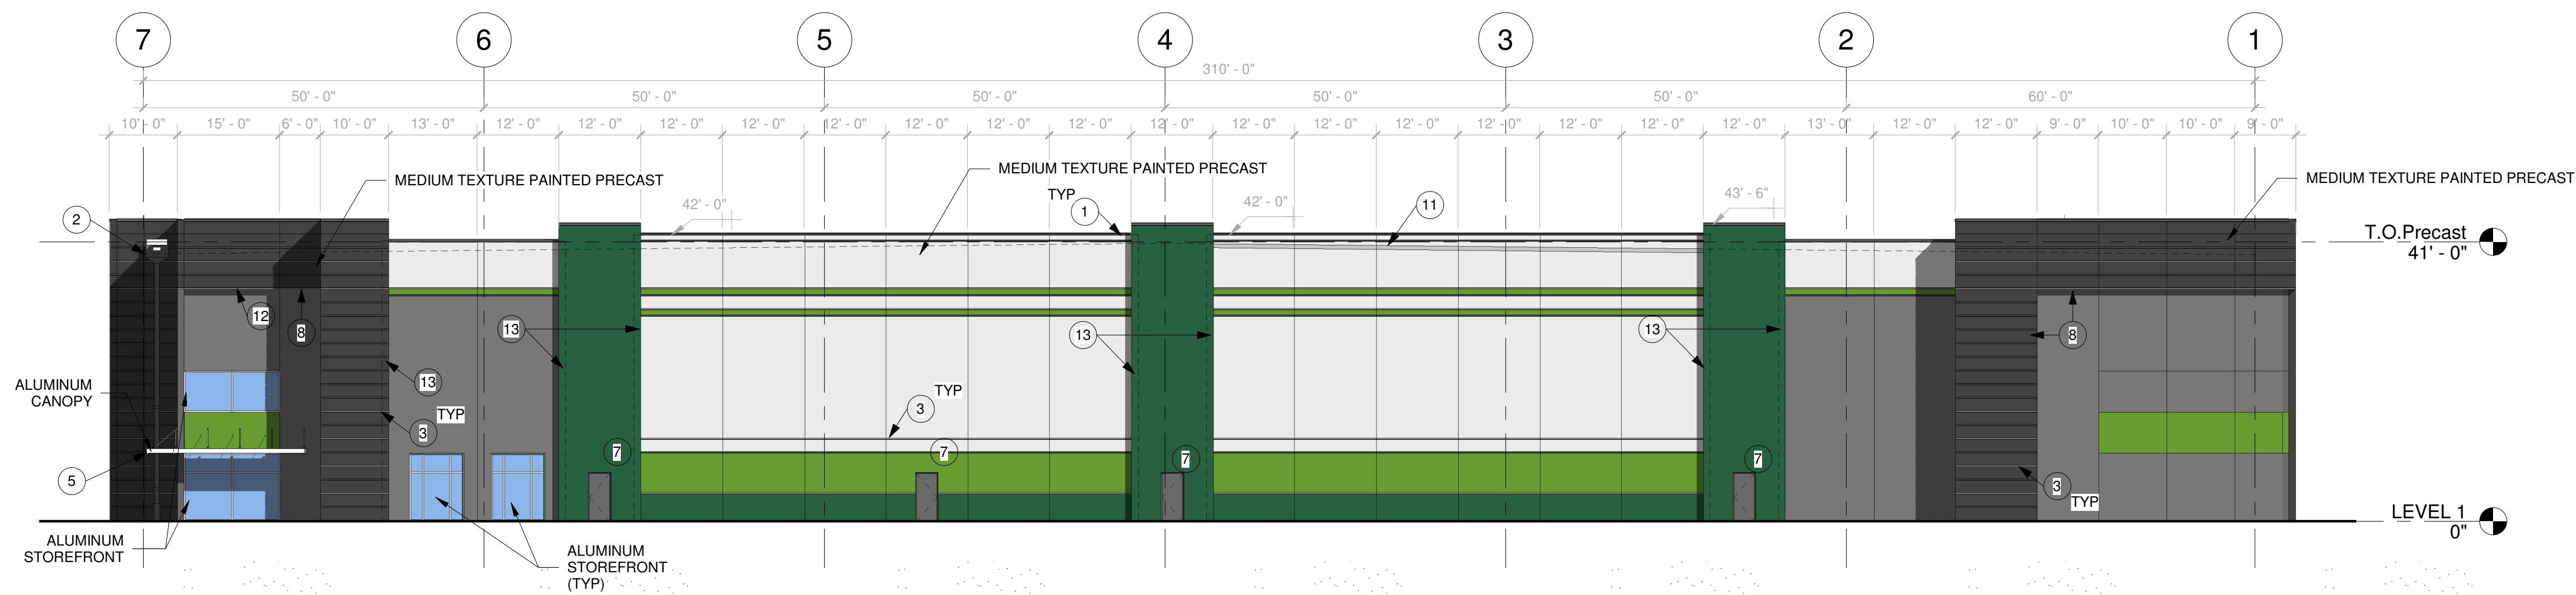 7 6 5 4 3 2 1
310' - 0"
50' - 0" 50' - 0" 50' - 0" 50' - 0" 50' - 0" 60' - 0"
10' - 0" 15' - 0" 6' - 0" 10' - 0" 13' - 0" 12' - 0" 12' - 0" 12' - 0" 12' - 0" 12' - 0" 12' - 0" 12' - 0" 12' - 0" 12' - 0" 12' - 0" 12' - 0" 12' - 0" 12' - 0" 12' - 0" 12' - 0" 12' - 0" 13' - 0" 12' - 0" 12' - 0" 9' - 0" 10' - 0" 10' - 0" 9' - 0"
MEDIUM TEXTURE PAINTED PRECAST
MEDIUM TEXTURE PAINTED PRECAST
MEDIUM TEXTURE PAINTED PRECAST
TYP
1
42' - 0"
42' - 0"
11
43' - 6"
2
T.O.Precast
41' - 0"
12
8
13
13
13
8
ALUMINUM
CANOPY
13
TYP
3
TYP
3
5
7
7
7
7
3
TYP
LEVEL 1
0"
ALUMINUM
STOREFRONT
ALUMINUM
STOREFRONT
(TYP)